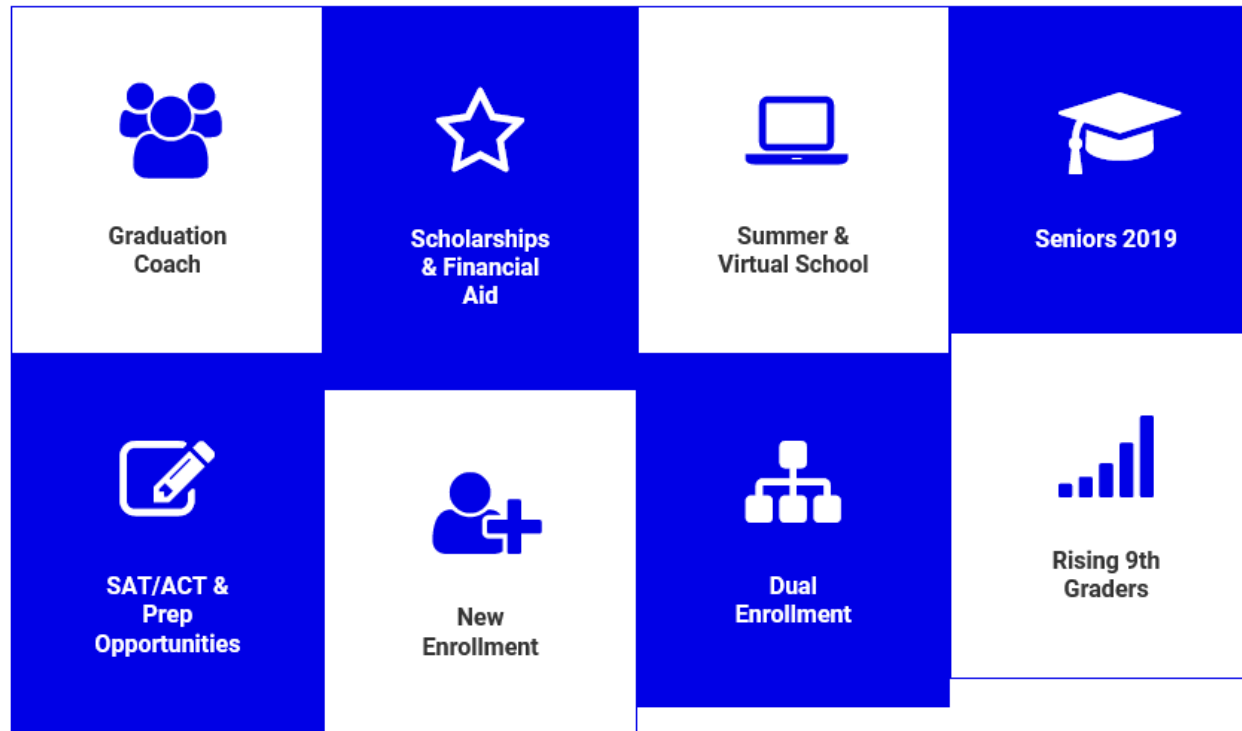 Graduation
Coach
Scholarships
& Financial
Aid
Summer &
Virtual School
Seniors 2019
SAT/ACT &
Prep
Opportunities
New
Enrollment
Dual
Enrollment
Rising 9th
Graders